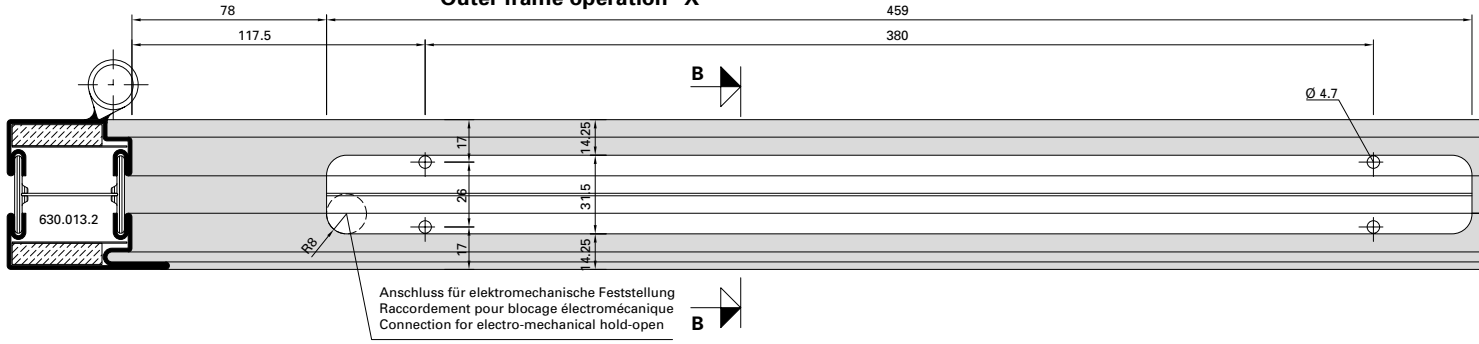 Outer frame operation "X"
78
459
117.5
380
B
Ø 4.7
17
14.25
26
31.5
630.013.2
R8
17
14.25
Anschluss für elektromechanische Feststellung
Raccordement pour blocage électromécanique
Connection for electro-mechanical hold-open
B